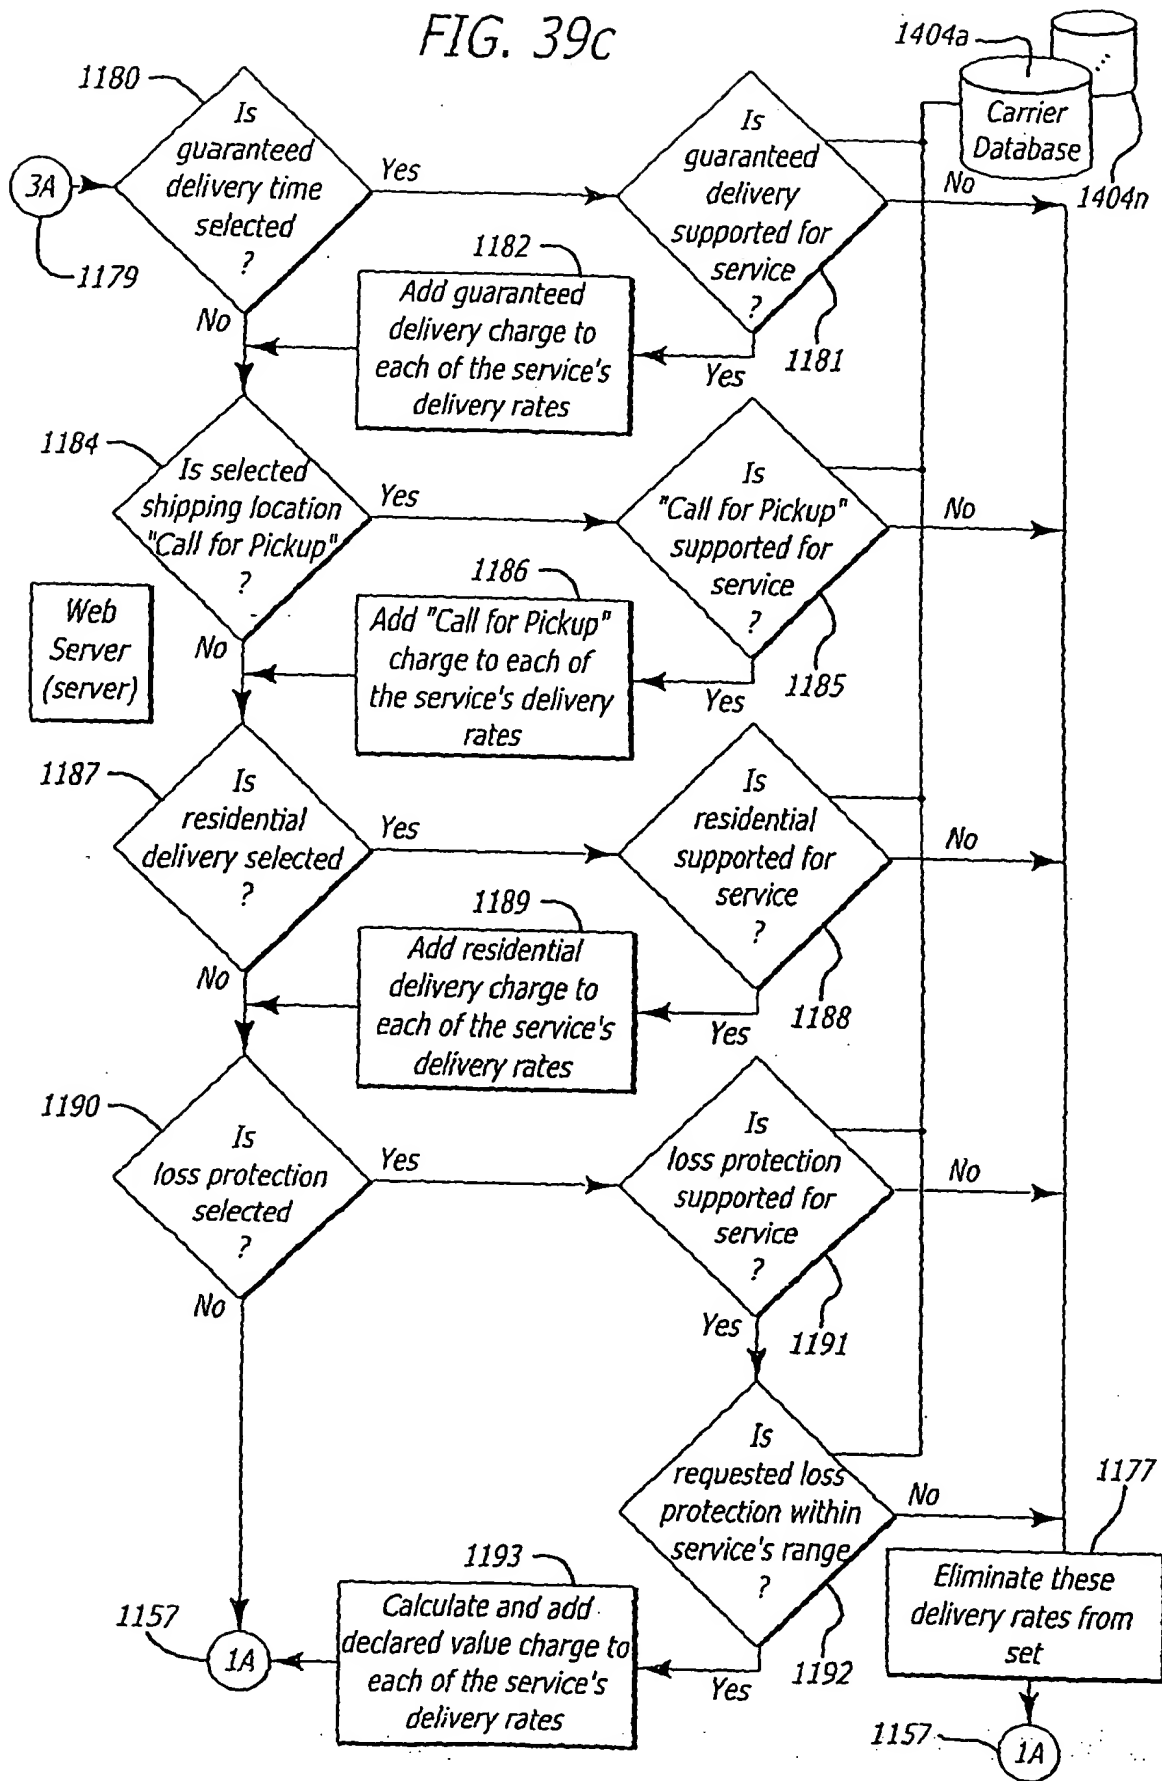 FIG. 39c
1404a
Carrier
Database
1404n
1180
Is
guaranteed
delivery time
selected
?
3A
1179
Yes
No
Is
guaranteed
delivery
supported for
service
?
1181
No
Yes
1182
Add guaranteed
delivery charge to
each of the service's
delivery rates
1184
Is selected
shipping location
"Call for Pickup"
?
Yes
No
Is
"Call for Pickup"
supported for
service
?
1185
No
Yes
1186
Add "Call for Pickup"
charge to each of
the service's delivery
rates
Web
Server
(server)
1187
Is
residential
delivery selected
?
Yes
No
Is
residential
supported for
service
?
1188
No
Yes
1189
Add residential
delivery charge to
each of the service's
delivery rates
1190
Is
loss protection
selected
?
Yes
No
Is
loss protection
supported for
service
?
1191
No
Yes
Is
requested loss
protection within
service's range
?
1192
No
Yes
1193
Calculate and add
declared value charge to
each of the service's
delivery rates
1157
1A
1177
Eliminate these
delivery rates from
set
1157
1A